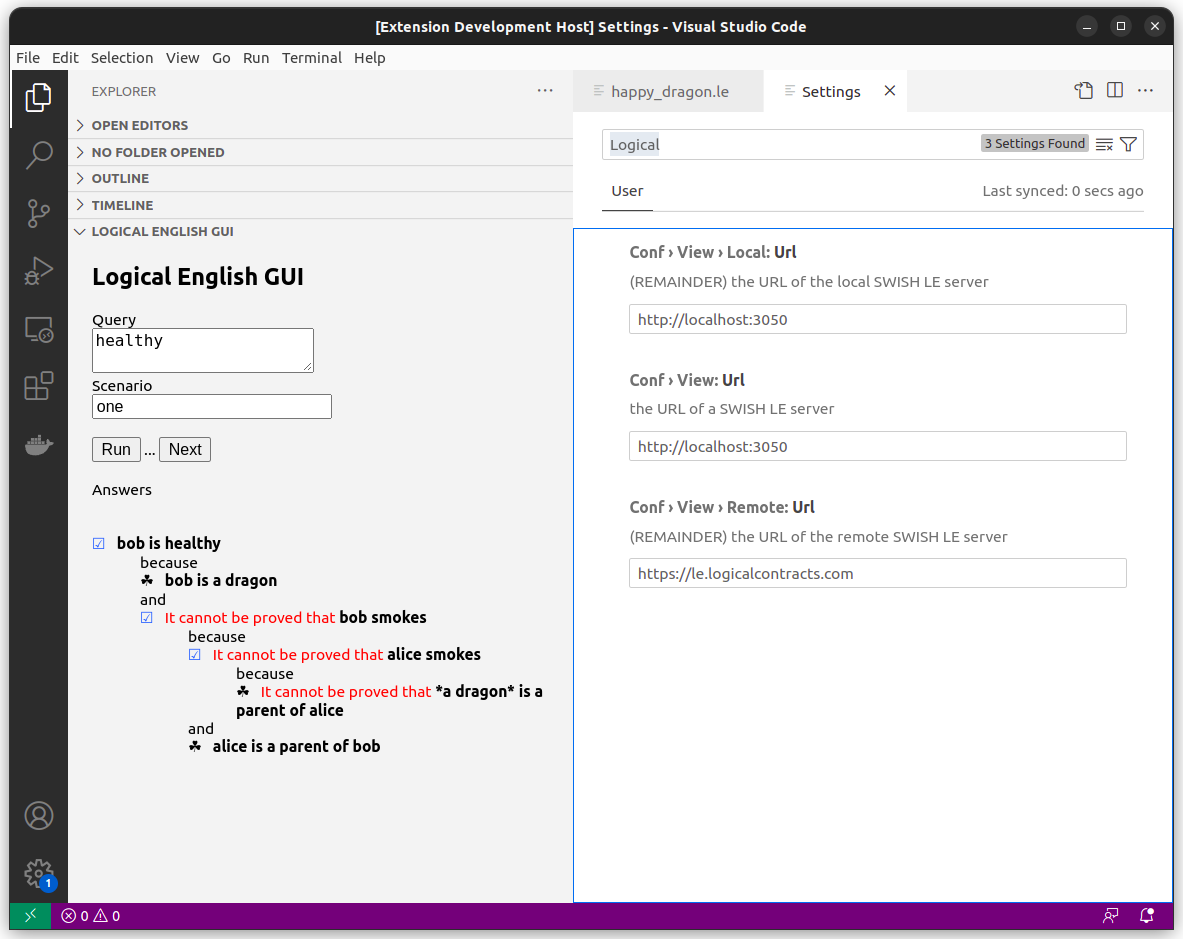 [Extension Development Host] Settings - Visual Studio Code
File Edit Selection View Go Run Terminal Help
EXPLORER
OPEN EDITORS
NO FOLDER OPENED
OUTLINE
TIMELINE
LOGICAL ENGLISH GUI
Logical English GUI
Query
healthy
Scenario
one
Run ... Next
Answers
bob is healthy
because
bob is a dragon
and
It cannot be proved that bob smokes
because
It cannot be proved that alice smokes
because
It cannot be proved that *a dragon* is a
parent of alice
and
alice is a parent of bob
happy_dragon.le
Settings
Logical
3 Settings Found
User
Last synced: 0 secs ago
Conf › View › Local: Url
(REMAINDER) the URL of the local SWISH LE server
http://localhost:3050
Conf › View: Url
the URL of a SWISH LE server
http://localhost:3050
Conf › View › Remote: Url
(REMAINDER) the URL of the remote SWISH LE server
https://le.logicalcontracts.com
1
0 0